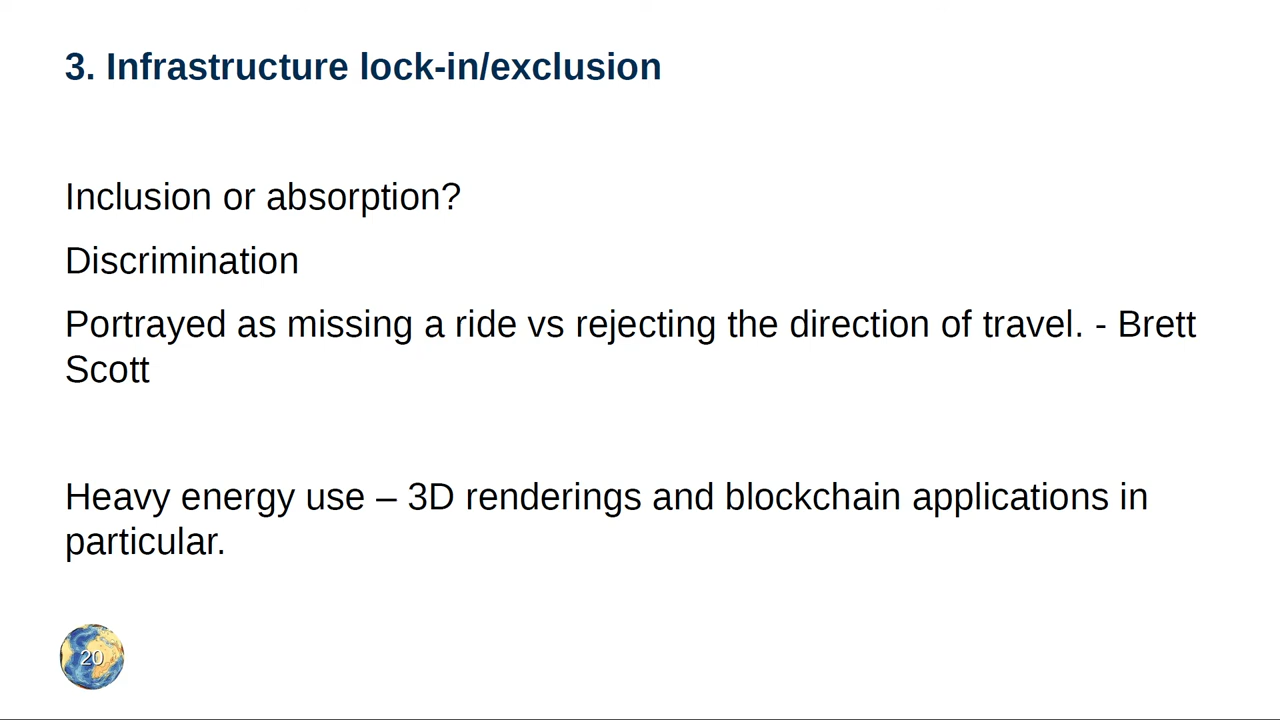 3. Infrastructure lock-in/exclusion
Inclusion or absorption?
Discrimination
Portrayed as missing a ride vs rejecting the direction of travel. - Brett
Scott
Heavy energy use – 3D renderings and blockchain applications in
particular.
20